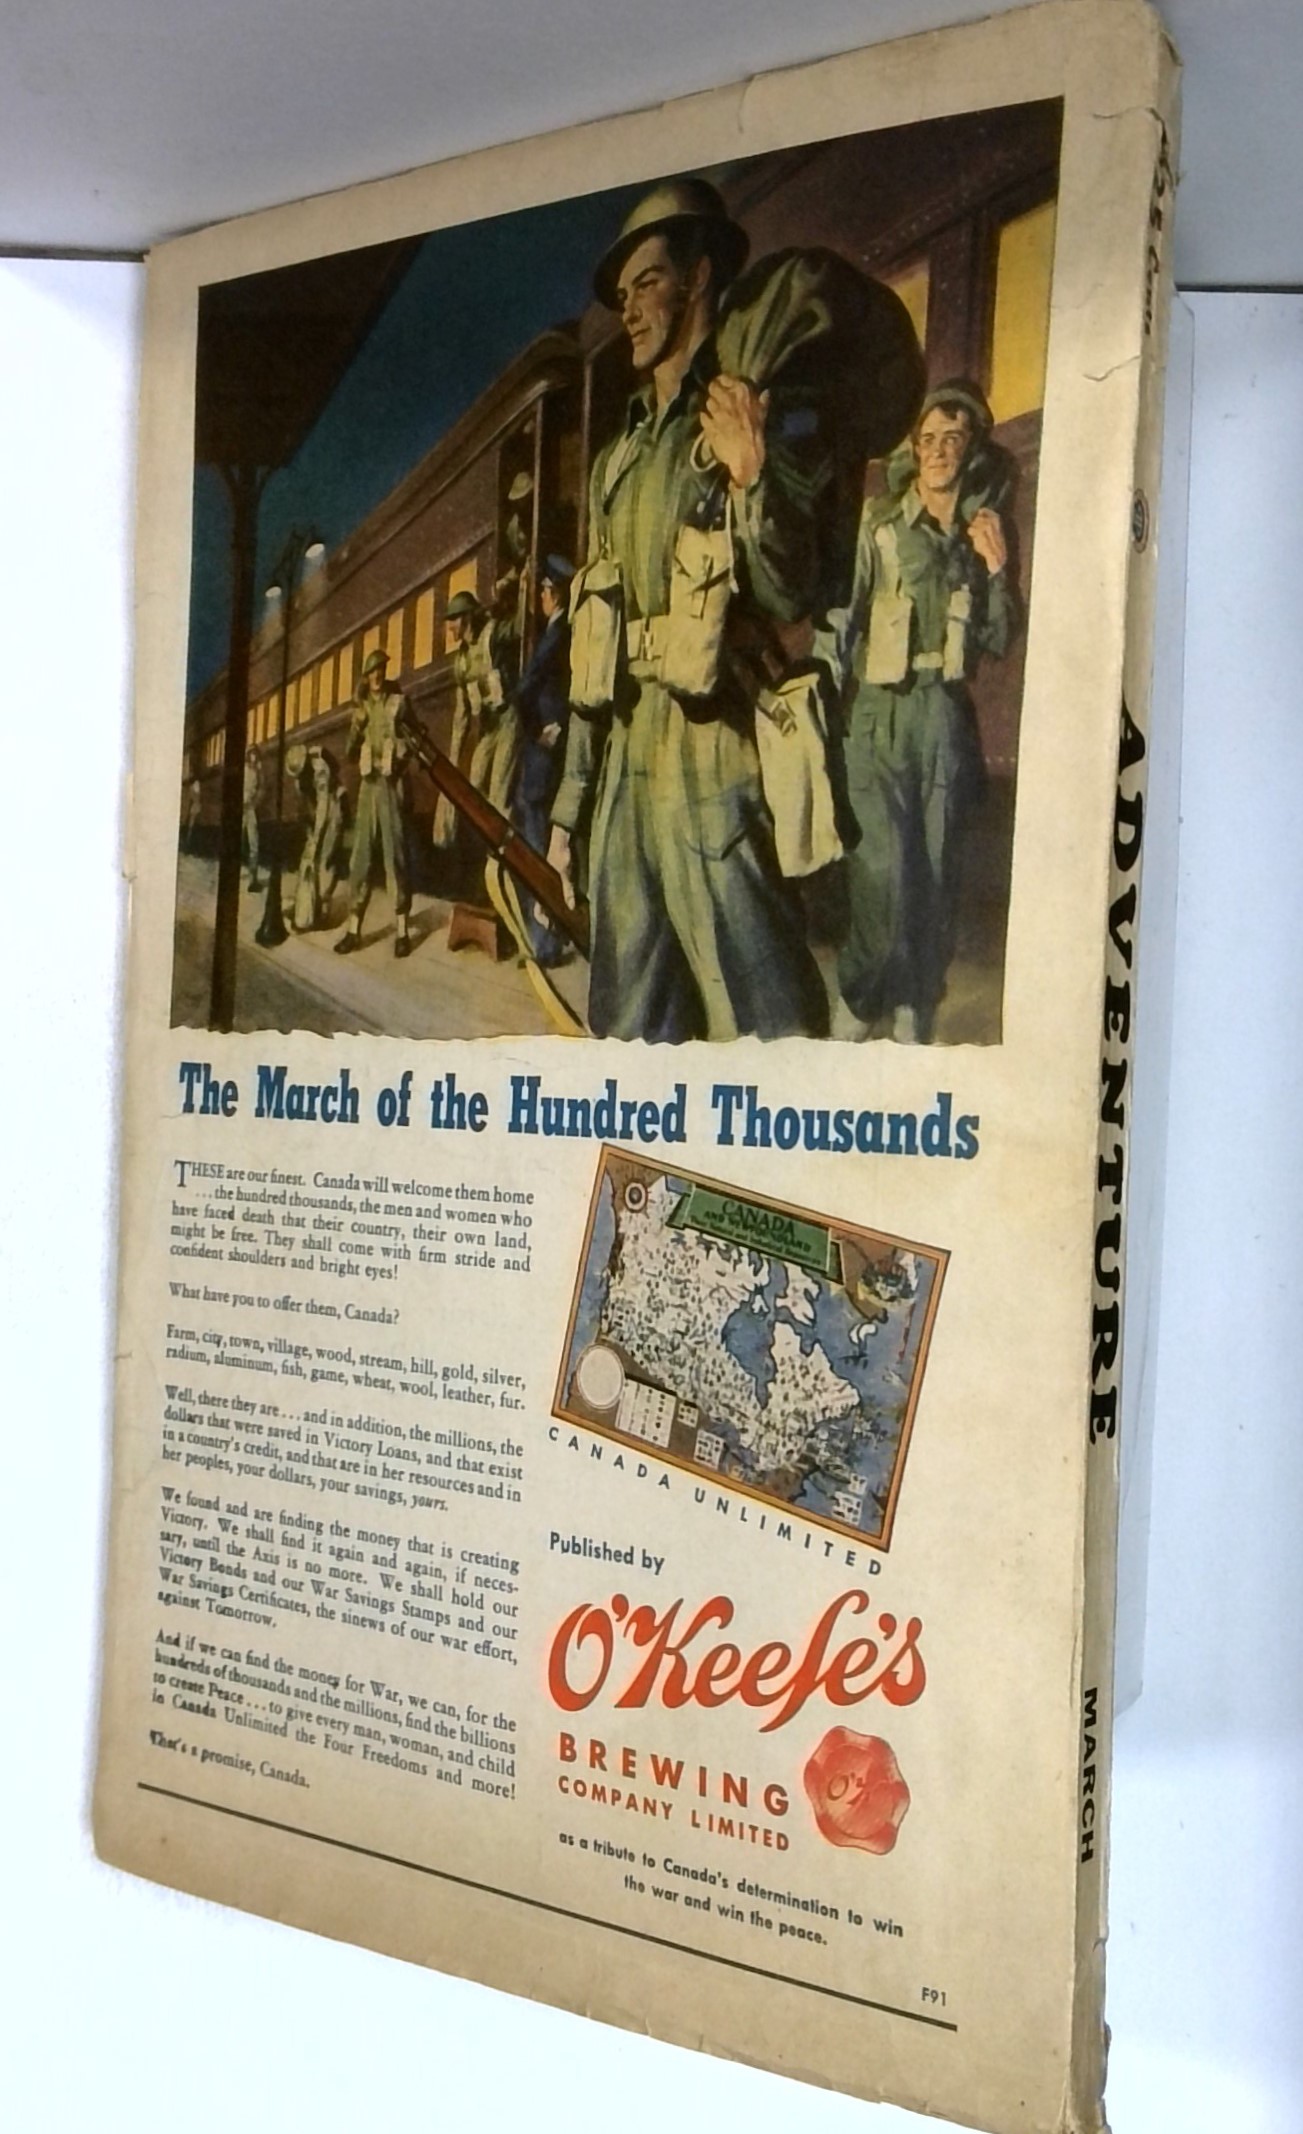 The March of the Hundred Thousands
THESE are our finest. Canada will welcome them home
...the hundred thousands, the men and women who
have faced death that their country, their own land,
might be free. They shall come with firm stride and
confident shoulders and bright eyes!
What have you to offer them, Canada?
Farm, city, town, village, wood, stream, hill, gold, silver,
radium, aluminum, fish, game, wheat, wool, leather, fur.
Well, there they are...and in addition, the millions, the
dollars that were saved in Victory Loans, and that exist
in a country's credit, and that are in her resources and in
her peoples, your dollars, your savings, yours.
We found and are finding the money that is creating
Victory. We shall find it again and again, if neces-
sary, until the Axis is no more. We shall hold our
Victory Bonds and our War Savings Stamps and our
War Savings Certificates, the sinews of our war effort,
against Tomorrow.
And if we can find the money for War, we can, for the
hundreds of thousands and the millions, find the billions
to create Peace...to give every man, woman, and child
in Canada Unlimited the Four Freedoms and more!
That's a promise, Canada.
CANADA
AND NEWFOUNDLAND
CANADA UNLIMITED
Published by
O'Keefe's
BREWING
COMPANY LIMITED
O'K
as a tribute to Canada's determination to win
the war and win the peace.
F91
25 Cents
ADVENTURE
MARCH